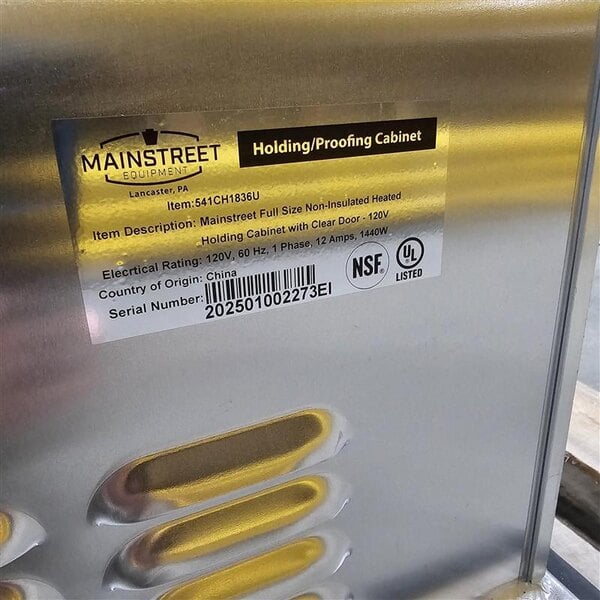 MAINSTREET
EQUIPMENT
Lancaster, PA
Holding/Proofing Cabinet
Item:541CH1836U
Item Description: Mainstreet Full Size Non-Insulated Heated
Holding Cabinet with Clear Door - 120V
Elecrtical Rating: 120V, 60 Hz, 1 Phase, 12 Amps, 1440W
Country of Origin: China
Serial Number:
202501002273EI
NSF.
UL
LISTED